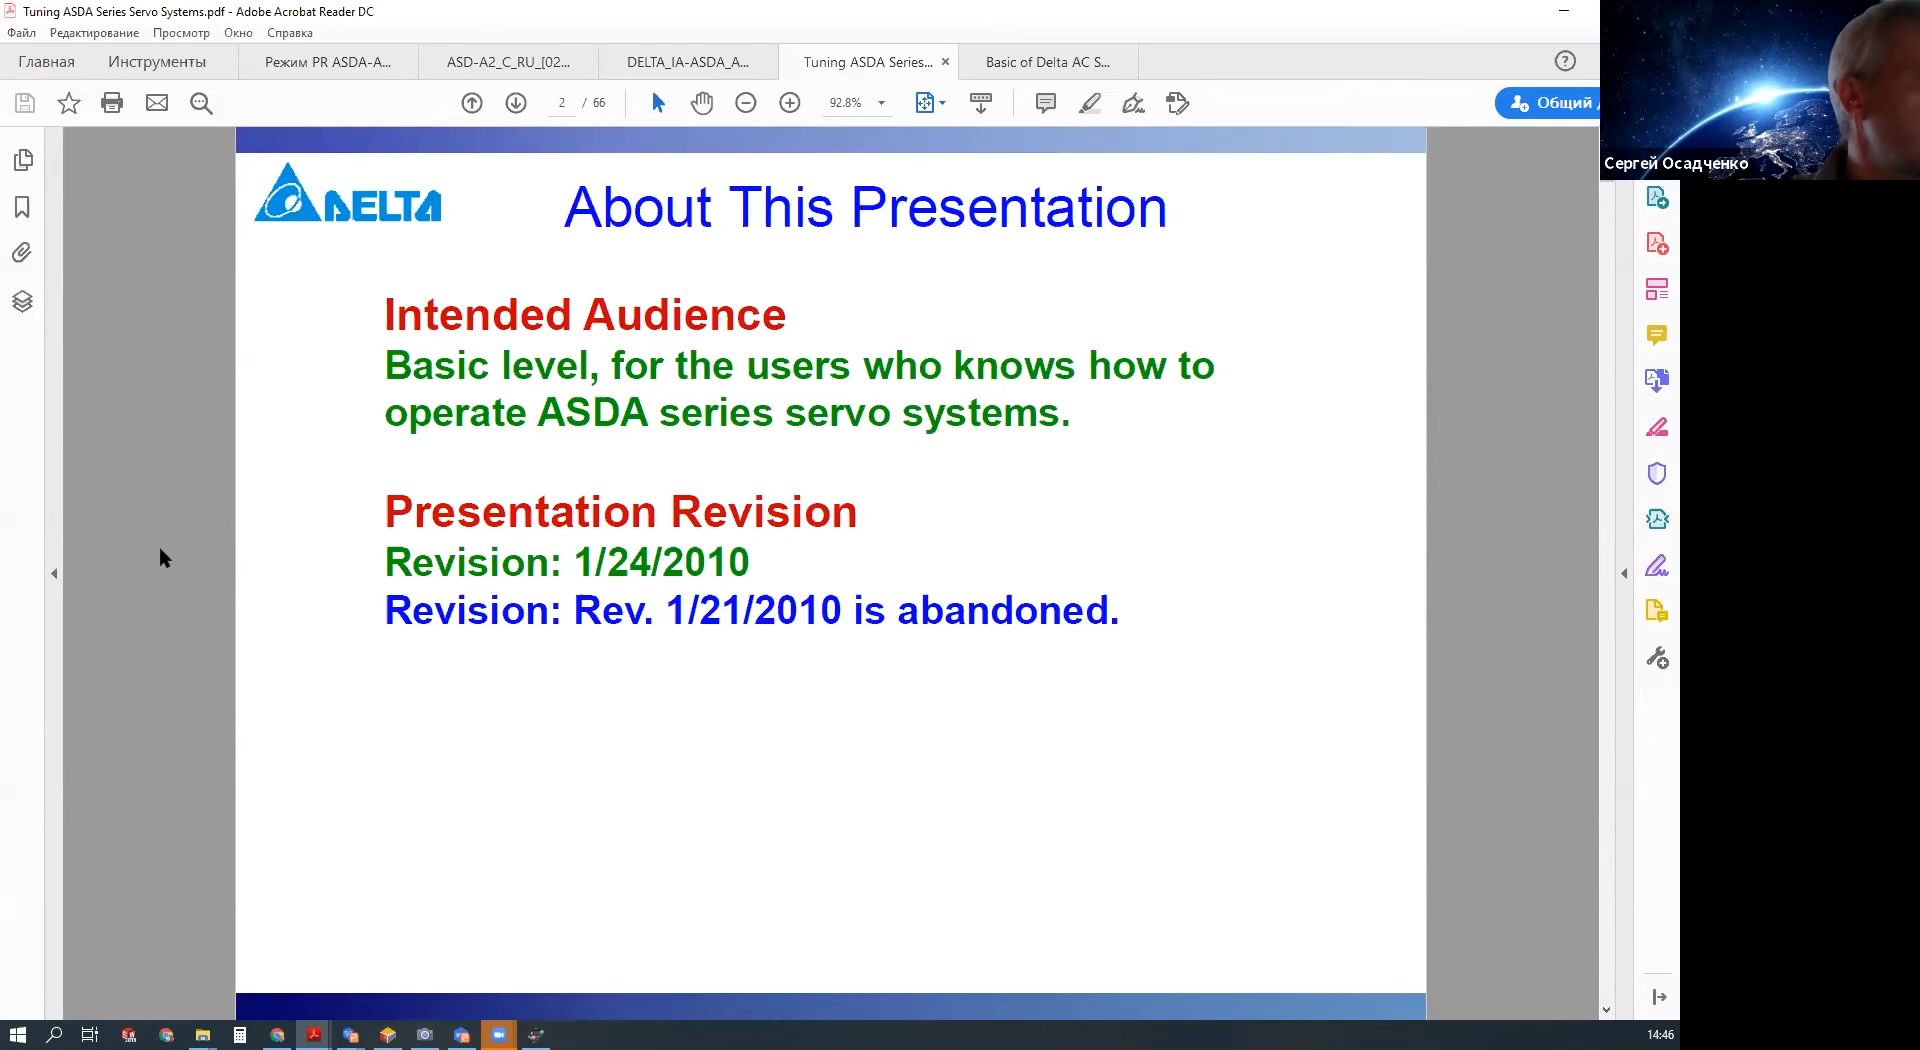 Tuning ASDA Series Servo Systems.pdf - Adobe Acrobat Reader DC
Файл Редактирование Просмотр Окно Справка
Главная Инструменты Режим PR ASDA-A... ASD-A2_C_RU_[02... DELTA_IA-ASDA_A... Tuning ASDA Series... Basic of Delta AC S...
2 / 66 92.8% Общий
Сергей Осадченко
DELTA
About This Presentation
Intended Audience
Basic level, for the users who knows how to
operate ASDA series servo systems.
Presentation Revision
Revision: 1/24/2010
Revision: Rev. 1/21/2010 is abandoned.
14:46